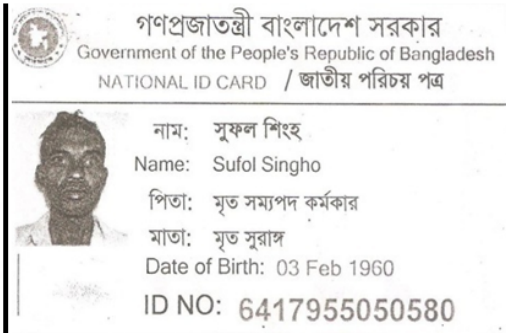 গণপ্রজাতন্ত্রী বাংলাদেশ সরকার
Government of the People's Republic of Bangladesh
NATIONAL ID CARD / জাতীয় পরিচয় পত্র
নাম: সুফল শিংহ
Name: Sufol Singho
পিতা: মৃত সম্যপদ কর্মকার
মাতা: মৃত সুরাঙ্গ
Date of Birth: 03 Feb 1960
ID NO: 6417955050580